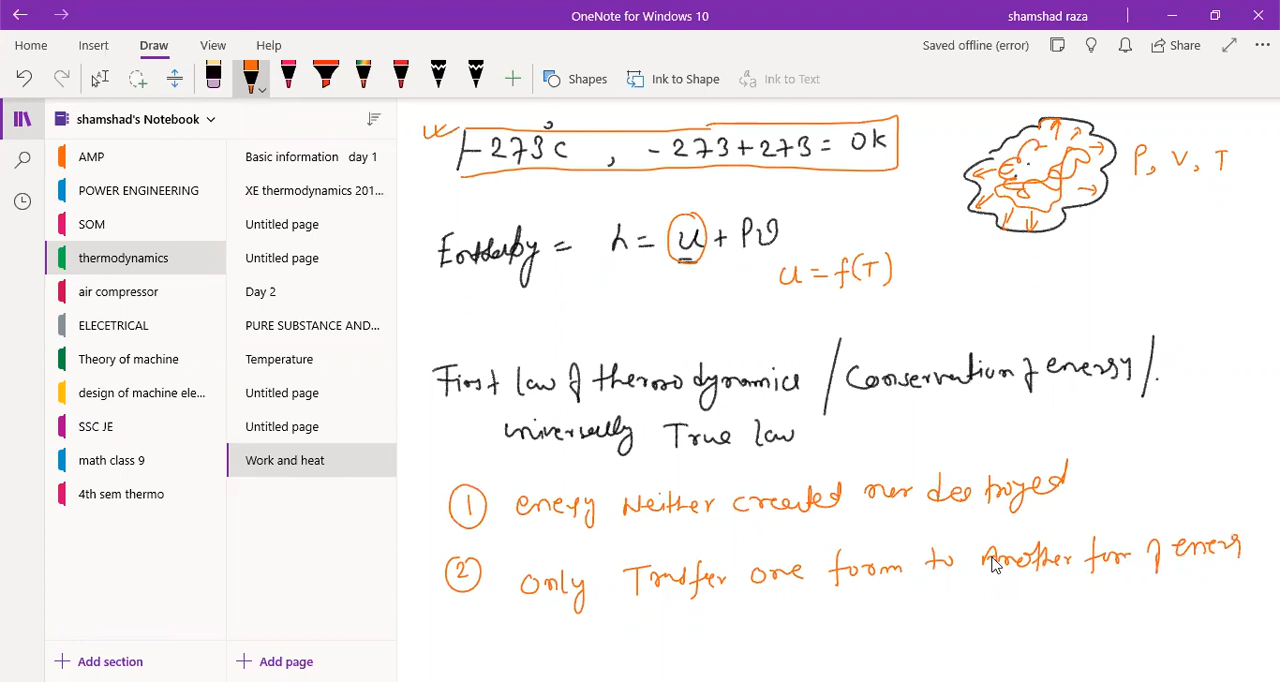 OneNote for Windows 10
shamshad raza
Home Insert Draw View Help
Saved offline (error)
Share
Shapes
Ink to Shape
Ink to Text
shamshad's Notebook
AMP
POWER ENGINEERING
SOM
thermodynamics
air compressor
ELECETRICAL
Theory of machine
design of machine ele...
SSC JE
math class 9
4th sem thermo
Add section
Basic information day 1
XE thermodynamics 201...
Untitled page
Untitled page
Day 2
PURE SUBSTANCE AND...
Temperature
Untitled page
Untitled page
Work and heat
Add page
-273°C , -273+273 = 0k
P, V, T
= h = u + Pv
u = f(T)
First law of thermodynamics / Conservation of energy /.
universally True law
① energy Neither created nor destroyed
② only Transfer one form to Another form of energy